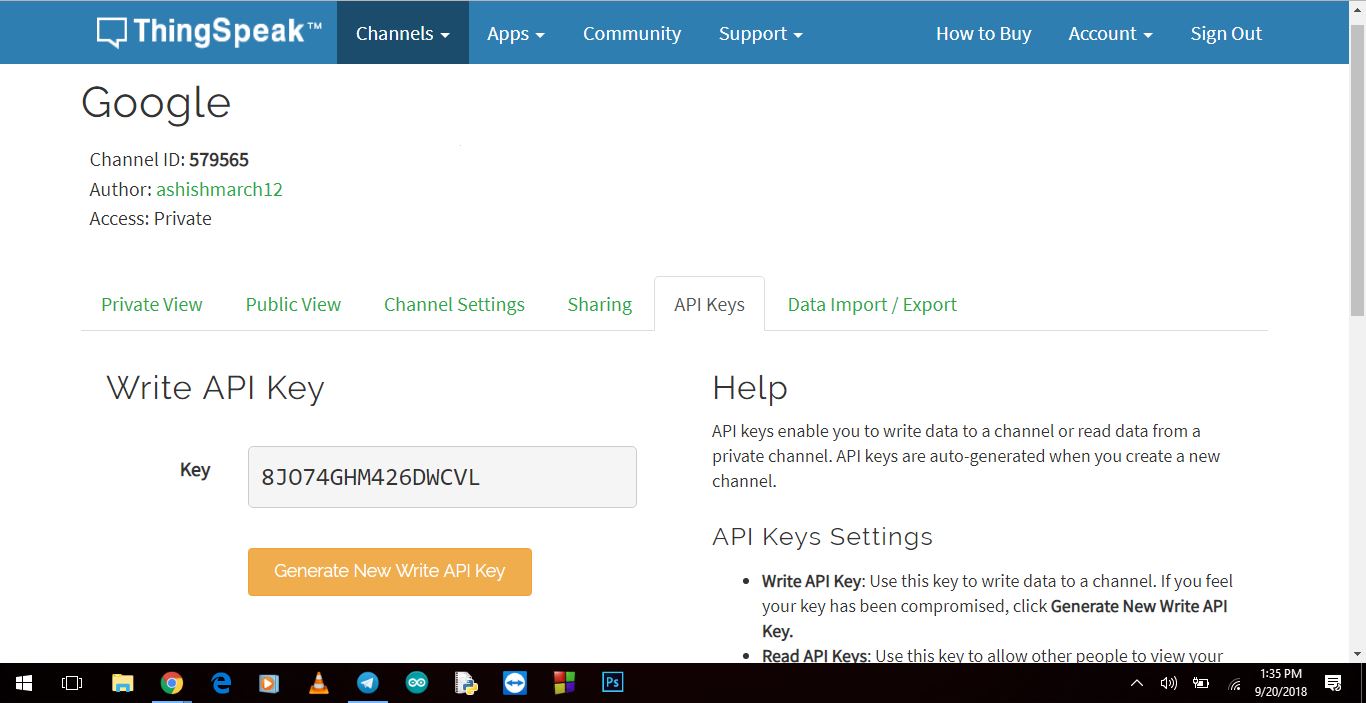 ThingSpeak™ Channels Apps Community Support How to Buy Account Sign Out
Google
Channel ID: 579565
Author: ashishmarch12
Access: Private
Private View Public View Channel Settings Sharing API Keys Data Import / Export
Write API Key
Key 8JO74GHM426DWCVL
Generate New Write API Key
Help
API keys enable you to write data to a channel or read data from a
private channel. API keys are auto-generated when you create a new
channel.
API Keys Settings
• Write API Key: Use this key to write data to a channel. If you feel
your key has been compromised, click Generate New Write API
Key.
• Read API Keys: Use this key to allow other people to view your
Ps
1:35 PM
9/20/2018